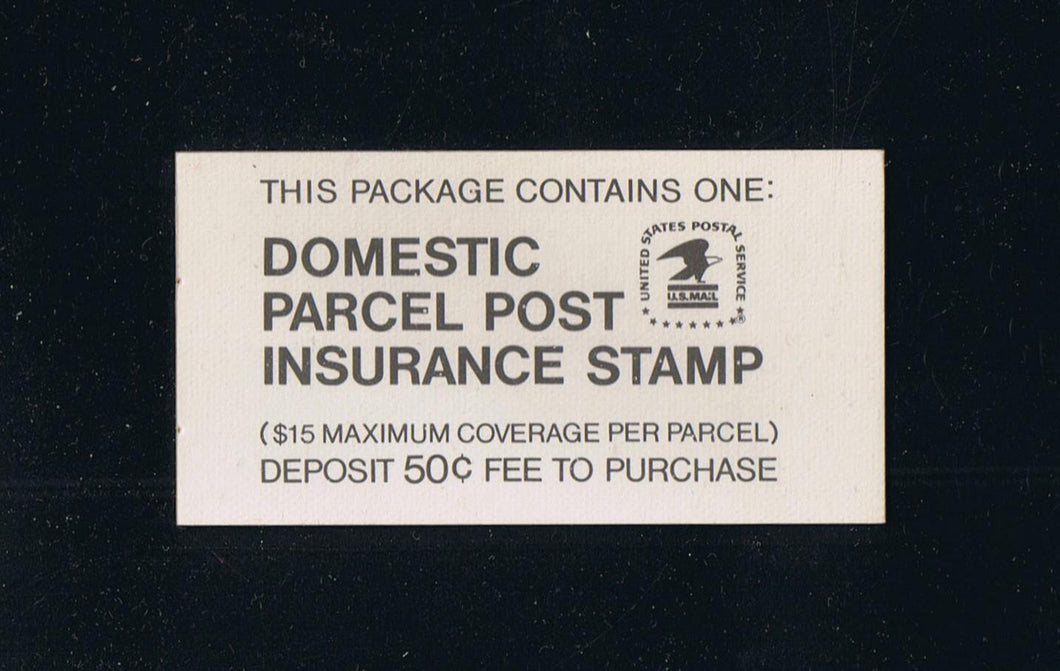 THIS PACKAGE CONTAINS ONE:
DOMESTIC
PARCEL POST
INSURANCE STAMP
UNITED STATES POSTAL SERVICE
U.S.MAIL
®
($15 MAXIMUM COVERAGE PER PARCEL)
DEPOSIT 50¢ FEE TO PURCHASE